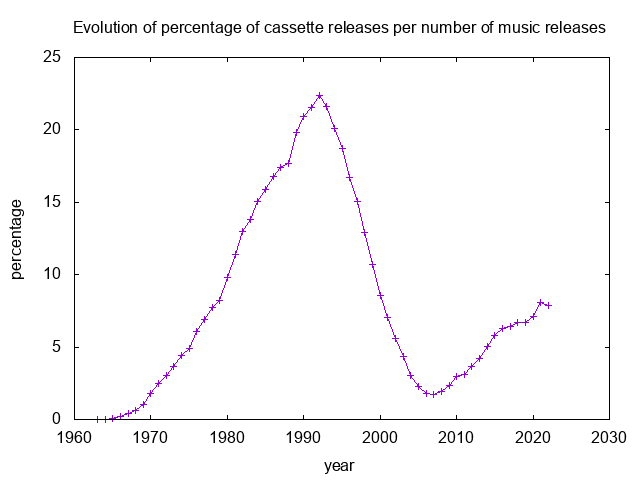 Evolution of percentage of cassette releases per number of music releases
25
20
15
10
5
0
percentage
1960 1970 1980 1990 2000 2010 2020 2030
year